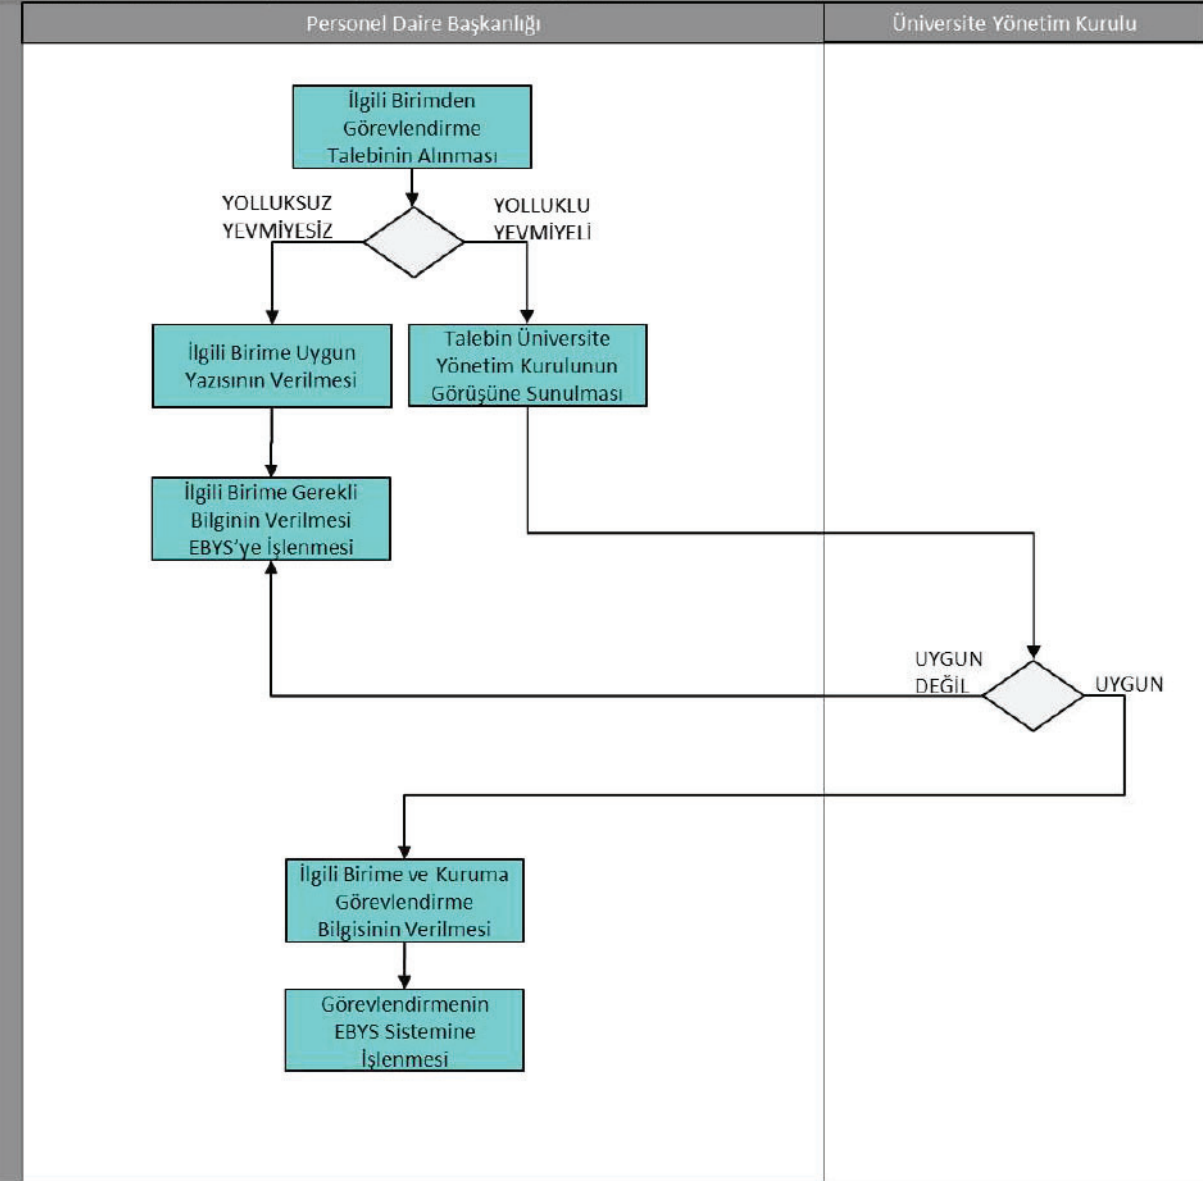 Personel Daire Başkanlığı
Üniversite Yönetim Kurulu
İlgili Birimden
Görevlendirme
Talebinin Alınması
YOLLUKSUZ
YEVMİYESİZ
YOLLUKLU
YEVMİYELİ
İlgili Birime Uygun
Yazısının Verilmesi
Talebin Üniversite
Yönetim Kurulunun
Görüşüne Sunulması
İlgili Birime Gerekli
Bilginin Verilmesi
EBYS'ye İşlenmesi
UYGUN
DEĞİL
UYGUN
İlgili Birime ve Kuruma
Görevlendirme
Bilgisinin Verilmesi
Görevlendirmenin
EBYS Sistemine
İşlenmesi